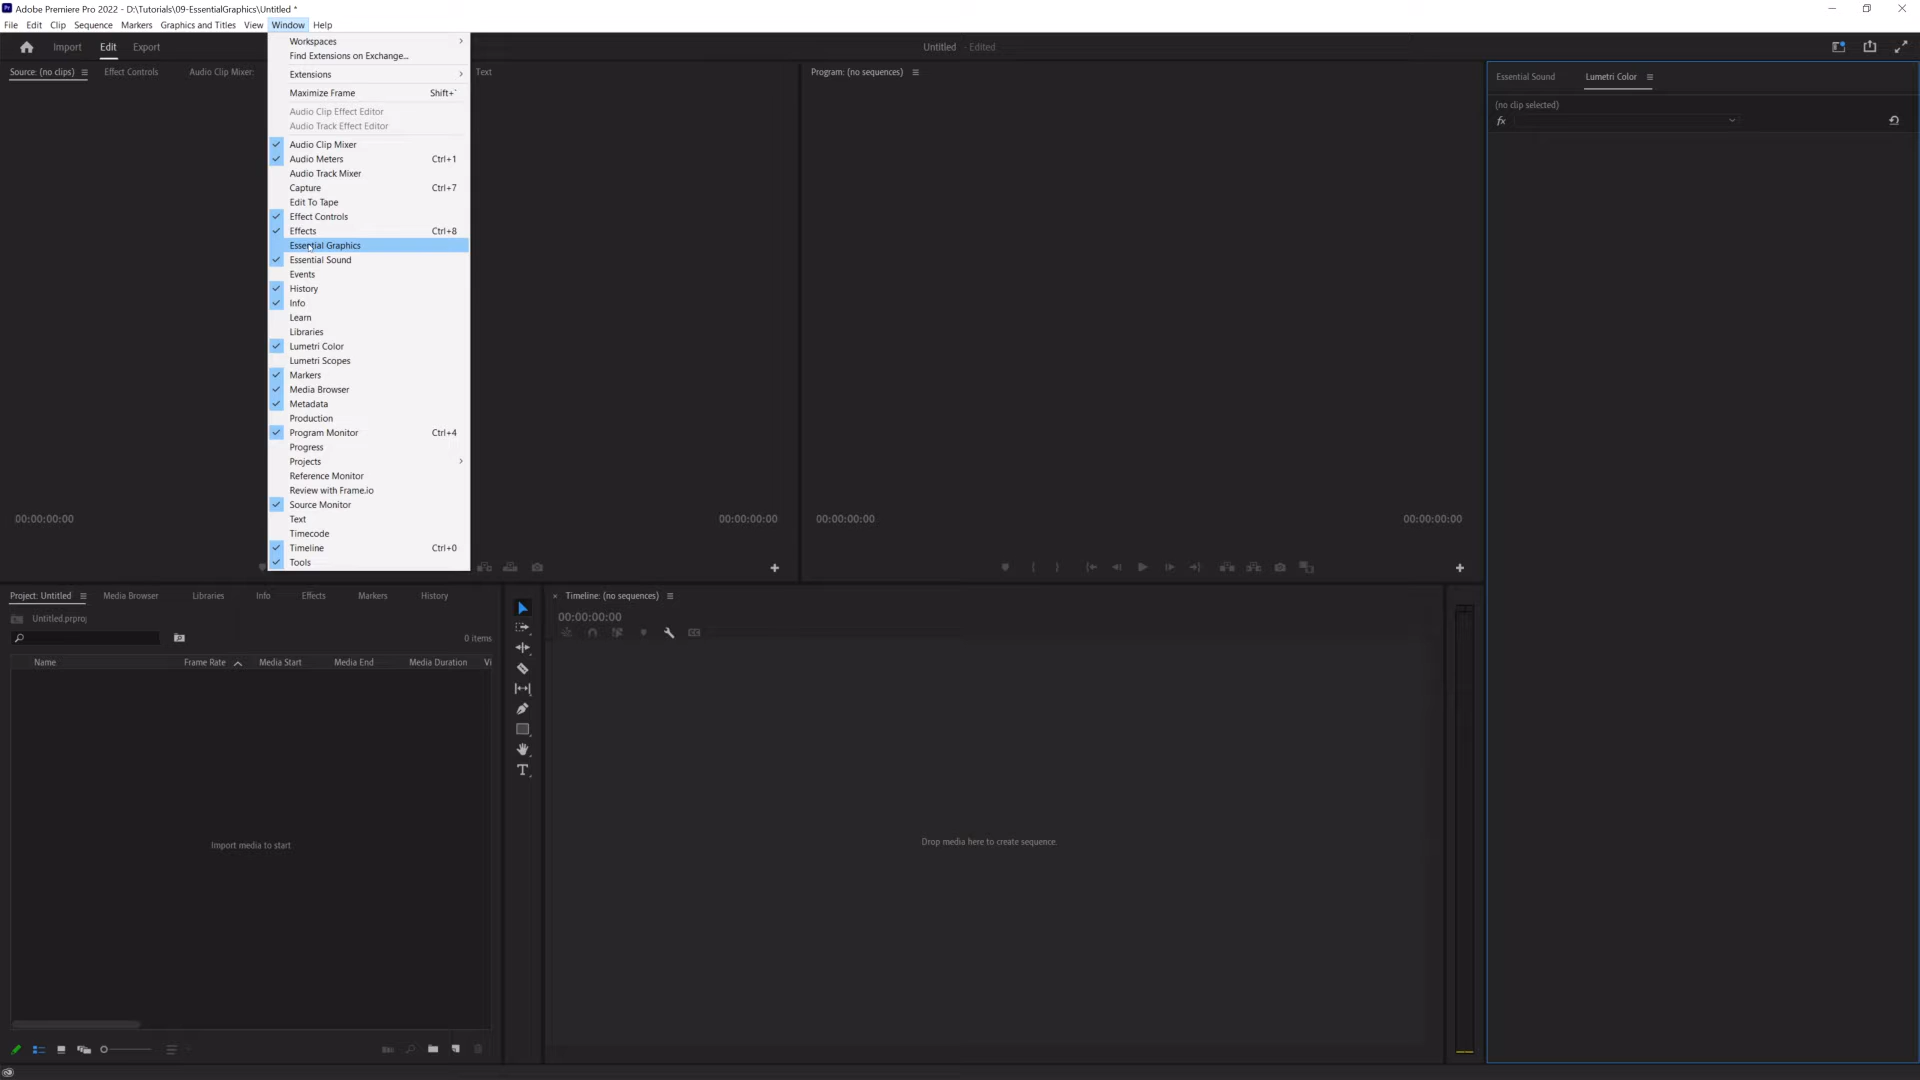 Adobe Premiere Pro 2022 - D:\Tutorials\09-EssentialGraphics\Untitled *
File Edit Clip Sequence Markers Graphics and Titles View Window Help
Import Edit Export
Untitled - Edited
Source: (no clips) Effect Controls Audio Clip Mixer: Text
Program: (no sequences)
Essential Sound Lumetri Color
(no clip selected)
fx
Workspaces
Find Extensions on Exchange...
Extensions
Maximize Frame Shift+`
Audio Clip Effect Editor
Audio Track Effect Editor
Audio Clip Mixer
Audio Meters Ctrl+1
Audio Track Mixer
Capture Ctrl+7
Edit To Tape
Effect Controls
Effects Ctrl+8
Essential Graphics
Essential Sound
Events
History
Info
Learn
Libraries
Lumetri Color
Lumetri Scopes
Markers
Media Browser
Metadata
Production
Program Monitor Ctrl+4
Progress
Projects
Reference Monitor
Review with Frame.io
Source Monitor
Text
Timecode
Timeline Ctrl+0
Tools
00:00:00:00 00:00:00:00
00:00:00:00 00:00:00:00
Project: Untitled Media Browser Libraries Info Effects Markers History
Untitled.prproj
0 items
Name Frame Rate Media Start Media End Media Duration Vi
Import media to start
Timeline: (no sequences)
00:00:00:00
Drop media here to create sequence.